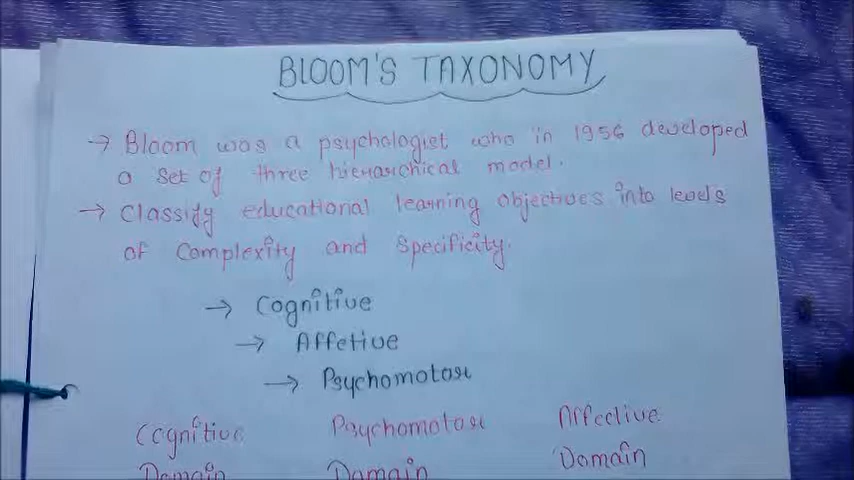 BLOOM'S TAXONOMY
→ Bloom was a psychologist who in 1956 developed
a set of three hierarchical model.
→ Classify educational learning objectives into levels
of Complexity and Specificity.
→ Cognitive
→ Affetive
→ Psychomotor
Cognitive Psychomotor Affective
Domain Domain Domain